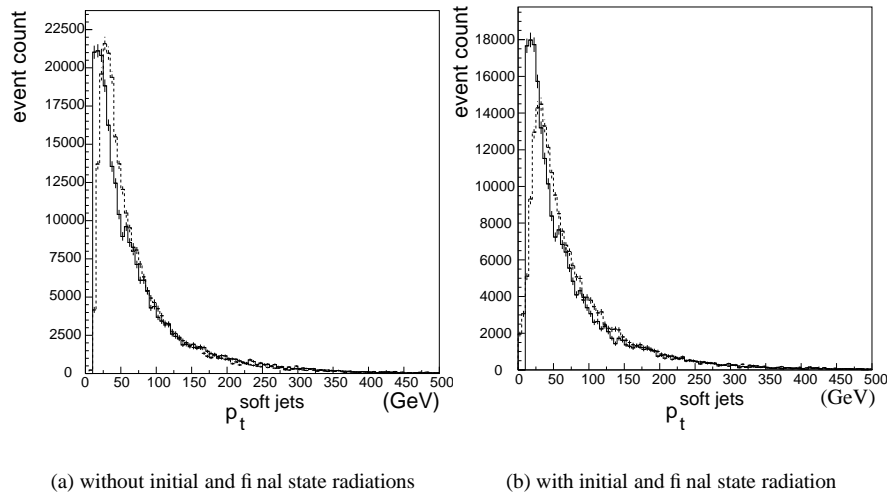 event count
22500
20000
17500
15000
12500
10000
7500
5000
2500
0
0 50 100 150 200 250 300 350 400 450 500
p_t^soft jets (GeV)
(a) without initial and fi nal state radiations
event count
18000
16000
14000
12000
10000
8000
6000
4000
2000
0
0 50 100 150 200 250 300 350 400 450 500
p_t^soft jets (GeV)
(b) with initial and fi nal state radiation